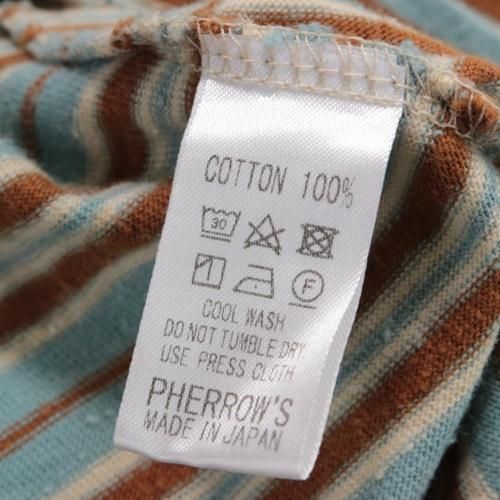 COTTON 100%
30
F
COOL WASH
DO NOT TUMBLE DRY
USE PRESS CLOTH
PHERROW'S
MADE IN JAPAN